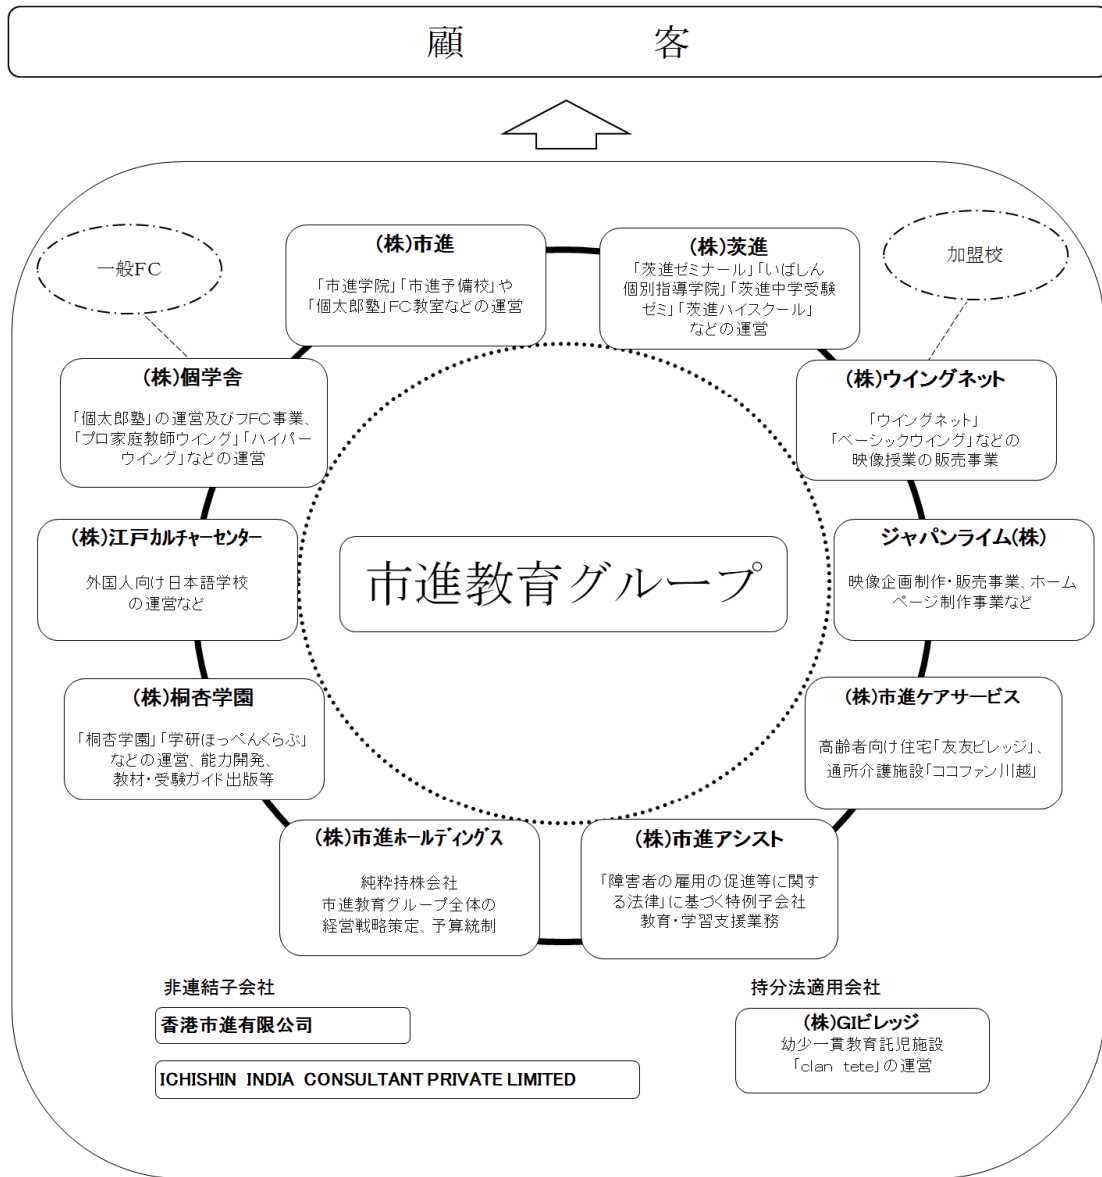 顧　客
(株)市進
「市進学院」「市進予備校」や
「個太郎塾」FC教室などの運営
(株)茨進
「茨進ゼミナール」「いばしん
個別指導学院」「茨進中学受験
ゼミ」「茨進ハイスクール」
などの運営
一般FC
加盟校
(株)個学舎
「個太郎塾」の運営及びフFC事業、
「プロ家庭教師ウイング」「ハイパー
ウイング」などの運営
(株)ウイングネット
「ウイングネット」
「ベーシックウイング」などの
映像授業の販売事業
(株)江戸カルチャーセンター
外国人向け日本語学校
の運営など
市進教育グループ
ジャパンライム(株)
映像企画制作・販売事業、ホーム
ページ制作事業など
(株)桐杏学園
「桐杏学園」「学研ほっぺんくらぶ」
などの運営、能力開発、
教材・受験ガイド出版等
(株)市進ケアサービス
高齢者向け住宅「友友ビレッジ」、
通所介護施設「ココファン川越」
(株)市進ホールディングス
純粋持株会社
市進教育グループ全体の
経営戦略策定、予算統制
(株)市進アシスト
「障害者の雇用の促進等に関す
る法律」に基づく特例子会社
教育・学習支援業務
非連結子会社
香港市進有限公司
ICHISHIN INDIA CONSULTANT PRIVATE LIMITED
持分法適用会社
(株)GIビレッジ
幼少一貫教育託児施設
「clan tete」の運営